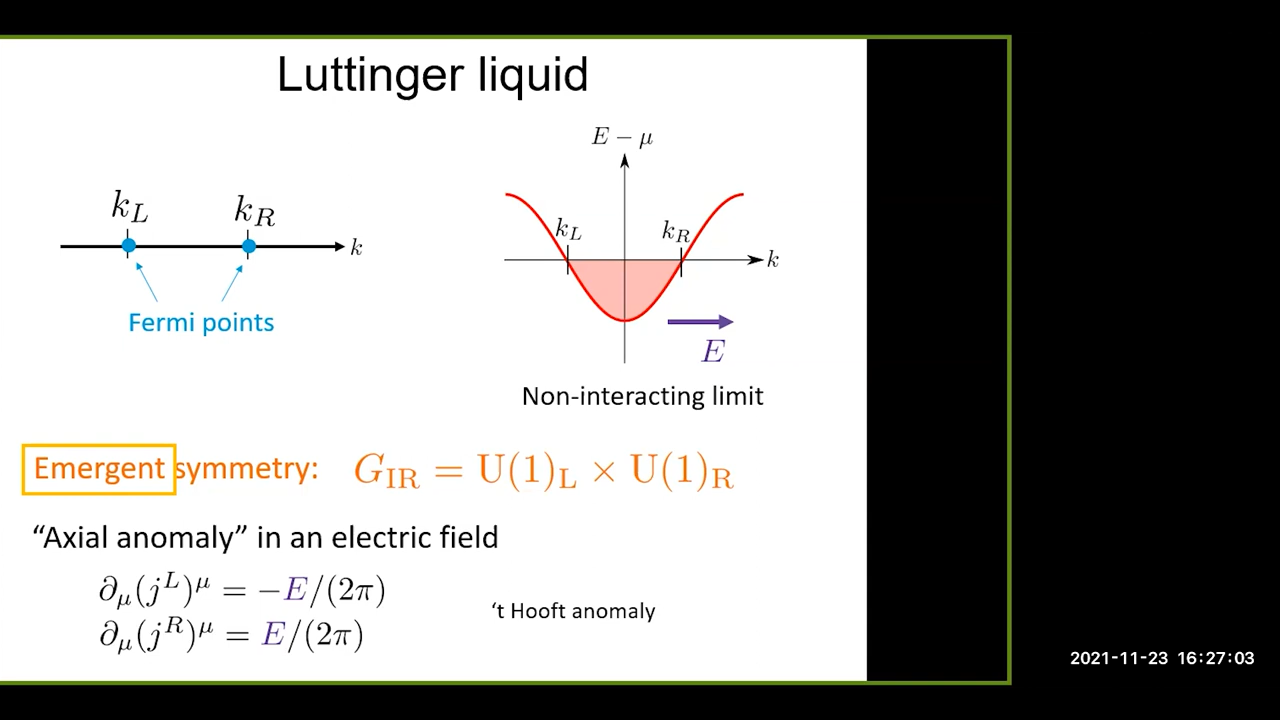 Luttinger liquid
k_L
k_R
k
Fermi points
E − μ
k_L
k_R
k
E
Non-interacting limit
Emergent symmetry: G_IR = U(1)_L × U(1)_R
“Axial anomaly” in an electric field
∂_μ(j^L)^μ = −E/(2π)
∂_μ(j^R)^μ = E/(2π)
‘t Hooft anomaly
2021-11-23 16:27:03